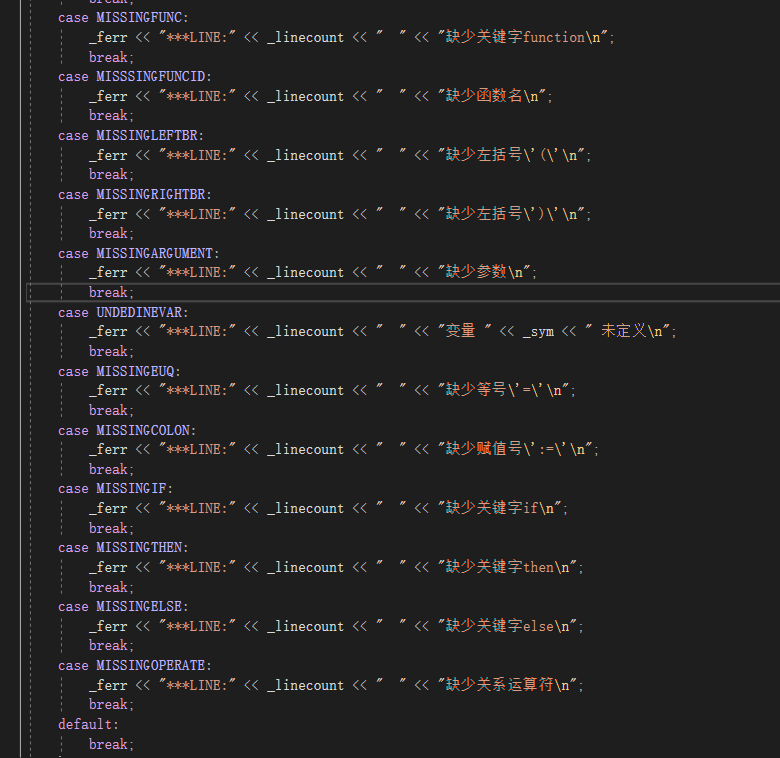 break;
case MISSINGFUNC:
_ferr << "***LINE:" << _linecount << "  " << "缺少关键字function\n";
break;
case MISSSINGFUNCID:
_ferr << "***LINE:" << _linecount << "  " << "缺少函数名\n";
break;
case MISSINGLEFTBR:
_ferr << "***LINE:" << _linecount << "  " << "缺少左括号\'(\'\n";
break;
case MISSINGRIGHTBR:
_ferr << "***LINE:" << _linecount << "  " << "缺少左括号\')\'\n";
break;
case MISSINGARGUMENT:
_ferr << "***LINE:" << _linecount << "  " << "缺少参数\n";
break;
case UNDEDINEVAR:
_ferr << "***LINE:" << _linecount << "  " << "变量 " << _sym << " 未定义\n";
break;
case MISSINGEUQ:
_ferr << "***LINE:" << _linecount << "  " << "缺少等号\'=\'\n";
break;
case MISSINGCOLON:
_ferr << "***LINE:" << _linecount << "  " << "缺少赋值号\':=\'\n";
break;
case MISSINGIF:
_ferr << "***LINE:" << _linecount << "  " << "缺少关键字if\n";
break;
case MISSINGTHEN:
_ferr << "***LINE:" << _linecount << "  " << "缺少关键字then\n";
break;
case MISSINGELSE:
_ferr << "***LINE:" << _linecount << "  " << "缺少关键字else\n";
break;
case MISSINGOPERATE:
_ferr << "***LINE:" << _linecount << "  " << "缺少关系运算符\n";
break;
default:
break;